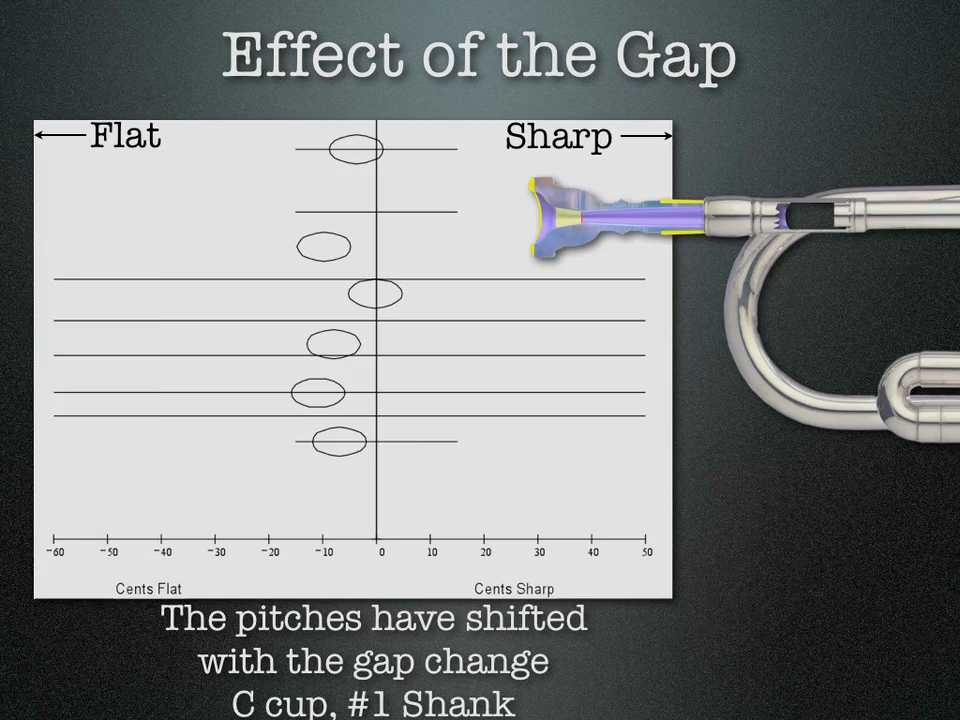 Effect of the Gap
Flat
Sharp
-60 -50 -40 -30 -20 -10 0 10 20 30 40 50
Cents Flat
Cents Sharp
The pitches have shifted
with the gap change
C cup, #1 Shank